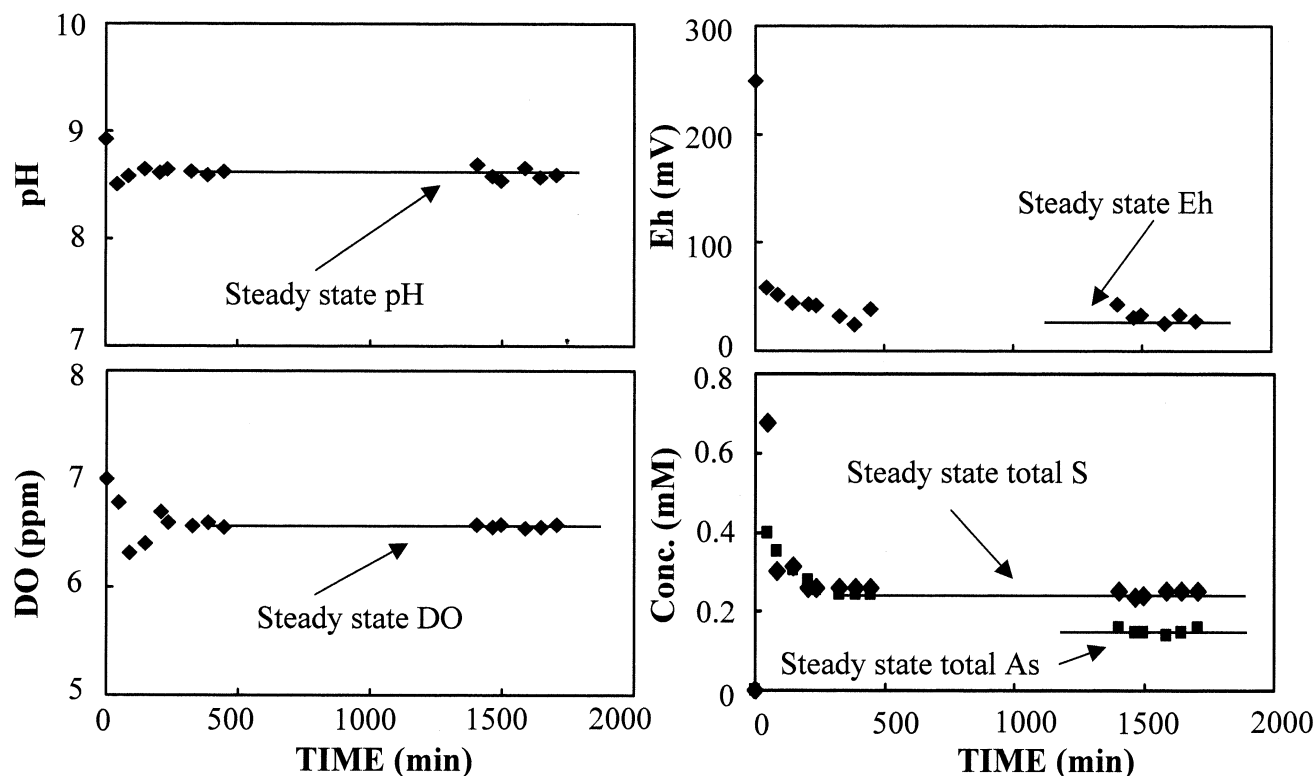 10
9
8
7
pH
Steady state pH
300
200
100
0
Eh (mV)
Steady state Eh
8
7
6
5
DO (ppm)
Steady state DO
0
500
1000
1500
2000
TIME (min)
0.8
0.6
0.4
0.2
0
Conc. (mM)
Steady state total S
Steady state total As
0
500
1000
1500
2000
TIME (min)